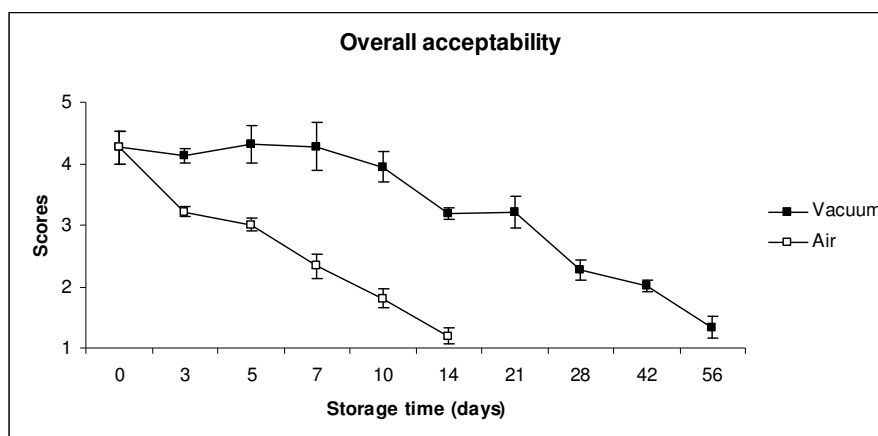 Overall acceptability
5
4
3
2
1
Scores
0 3 5 7 10 14 21 28 42 56
Storage time (days)
Vacuum
Air